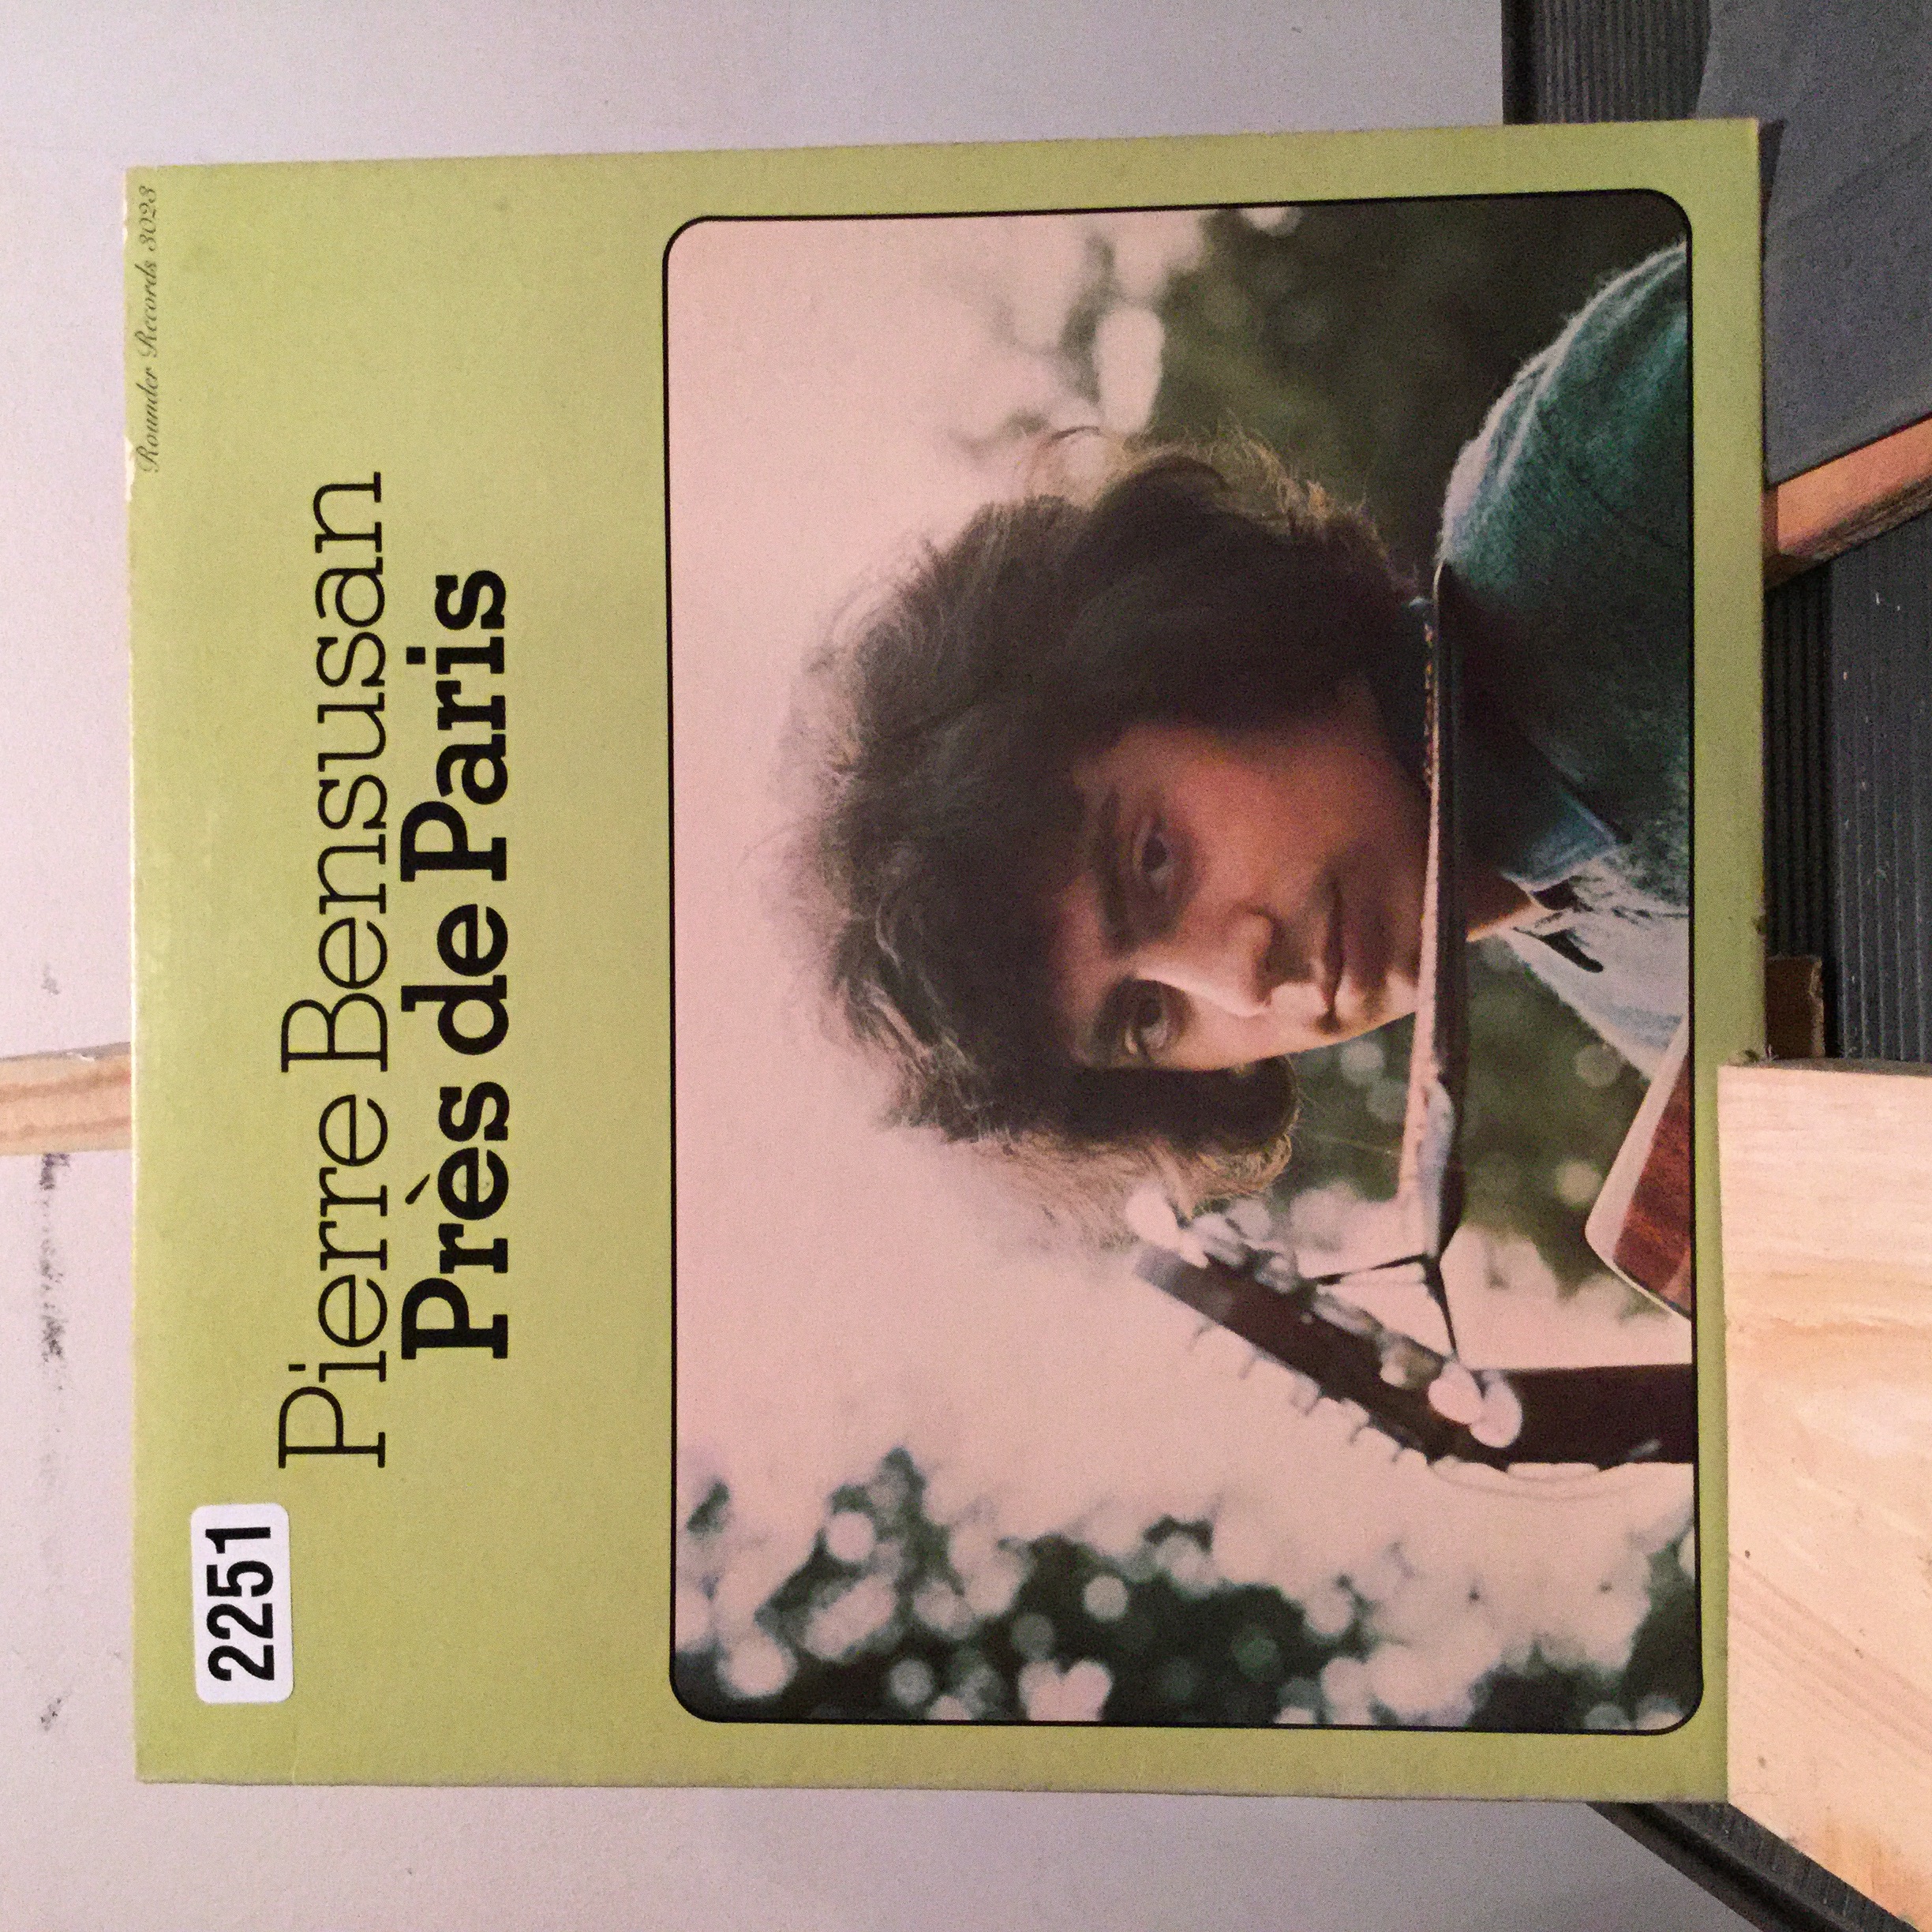 Rounder Records 3023
2251
Pierre Bensusan
Près de Paris